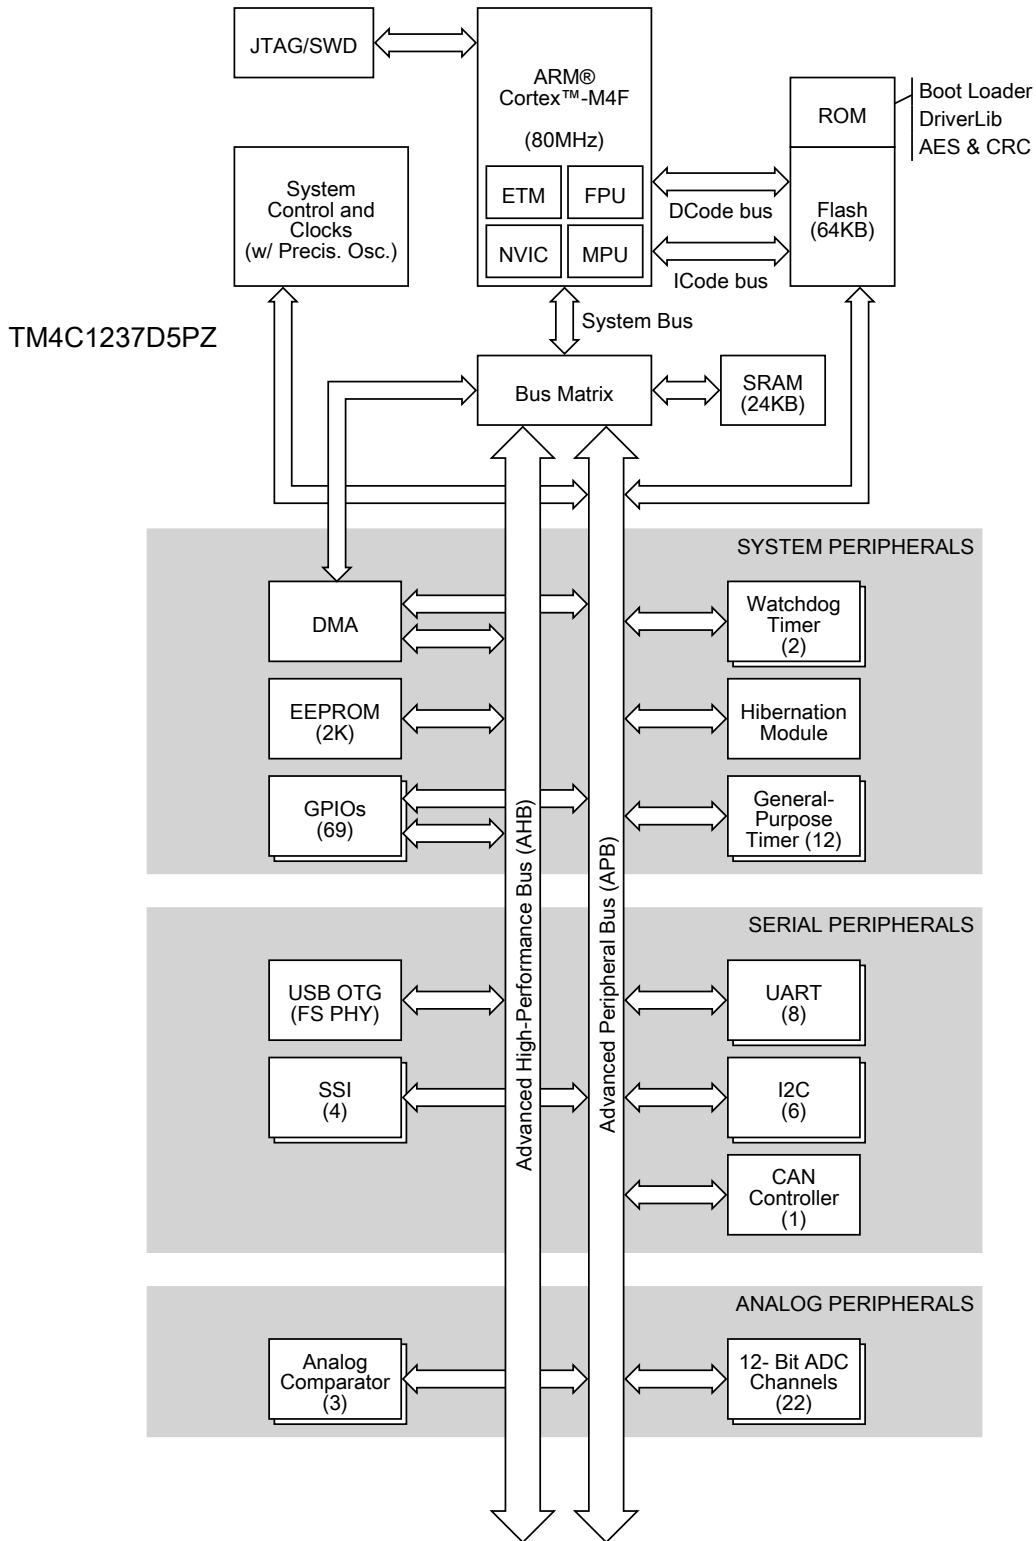 JTAG/SWD
ARM®
Cortex™-M4F
(80MHz)
ETM
FPU
NVIC
MPU
ROM
Boot Loader
DriverLib
AES & CRC
Flash
(64KB)
DCode bus
ICode bus
System
Control and
Clocks
(w/ Precis. Osc.)
TM4C1237D5PZ
System Bus
Bus Matrix
SRAM
(24KB)
SYSTEM PERIPHERALS
DMA
Watchdog
Timer
(2)
EEPROM
(2K)
Hibernation
Module
GPIOs
(69)
General-
Purpose
Timer (12)
Advanced High-Performance Bus (AHB)
Advanced Peripheral Bus (APB)
SERIAL PERIPHERALS
USB OTG
(FS PHY)
UART
(8)
SSI
(4)
I2C
(6)
CAN
Controller
(1)
ANALOG PERIPHERALS
Analog
Comparator
(3)
12- Bit ADC
Channels
(22)